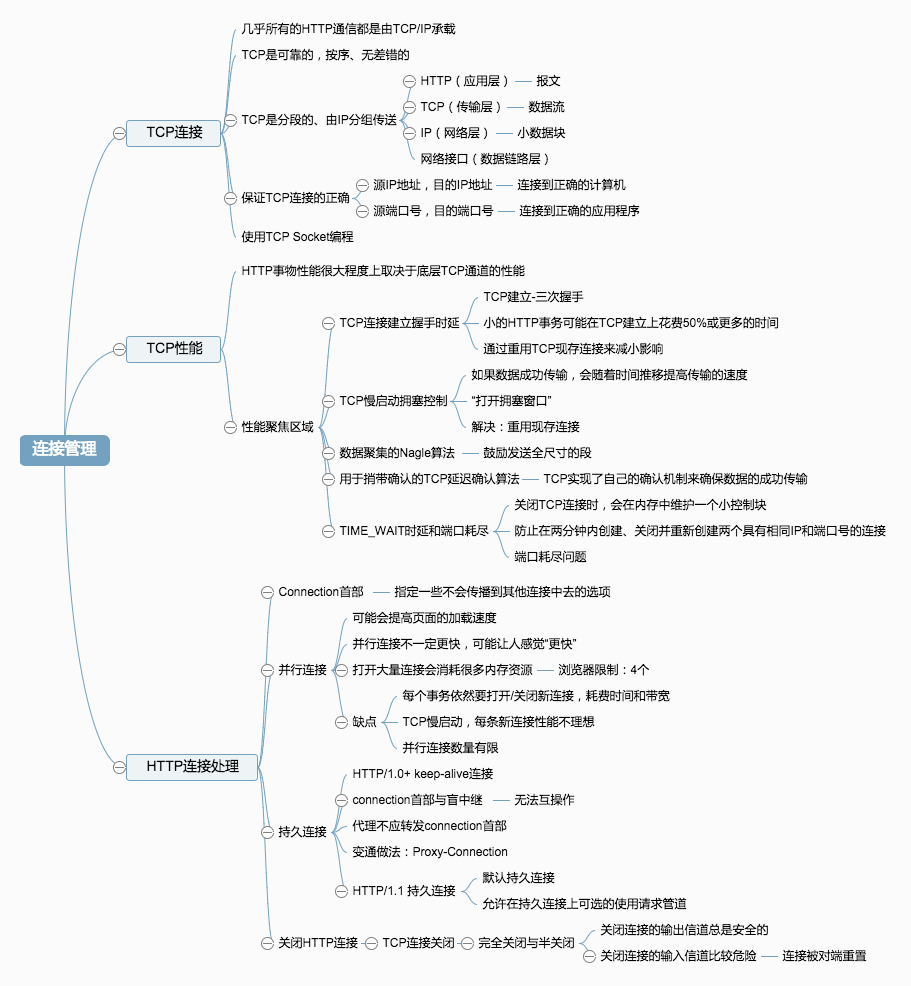 几乎所有的HTTP通信都是由TCP/IP承载
TCP是可靠的，按序、无差错的
HTTP（应用层） 报文
TCP（传输层） 数据流
TCP是分段的、由IP分组传送
IP（网络层） 小数据块
TCP连接
网络接口（数据链路层）
源IP地址，目的IP地址 连接到正确的计算机
保证TCP连接的正确
源端口号，目的端口号 连接到正确的应用程序
使用TCP Socket编程
HTTP事物性能很大程度上取决于底层TCP通道的性能
TCP建立-三次握手
TCP连接建立握手时延
小的HTTP事务可能在TCP建立上花费50%或更多的时间
通过重用TCP现存连接来减小影响
TCP性能
如果数据成功传输，会随着时间推移提高传输的速度
TCP慢启动拥塞控制
“打开拥塞窗口”
解决：重用现存连接
性能聚焦区域
连接管理
数据聚集的Nagle算法 鼓励发送全尺寸的段
用于捎带确认的TCP延迟确认算法 TCP实现了自己的确认机制来确保数据的成功传输
关闭TCP连接时，会在内存中维护一个小控制块
TIME_WAIT时延和端口耗尽
防止在两分钟内创建、关闭并重新创建两个具有相同IP和端口号的连接
端口耗尽问题
Connection首部 指定一些不会传播到其他连接中去的选项
可能会提高页面的加载速度
并行连接不一定更快，可能让人感觉“更快”
并行连接
打开大量连接会消耗很多内存资源 浏览器限制：4个
每个事务依然要打开/关闭新连接，耗费时间和带宽
缺点
TCP慢启动，每条新连接性能不理想
并行连接数量有限
HTTP连接处理
HTTP/1.0+ keep-alive连接
connection首部与盲中继 无法互操作
持久连接
代理不应转发connection首部
变通做法：Proxy-Connection
默认持久连接
HTTP/1.1 持久连接
允许在持久连接上可选的使用请求管道
关闭连接的输出信道总是安全的
关闭HTTP连接 TCP连接关闭 完全关闭与半关闭
关闭连接的输入信道比较危险 连接被对端重置